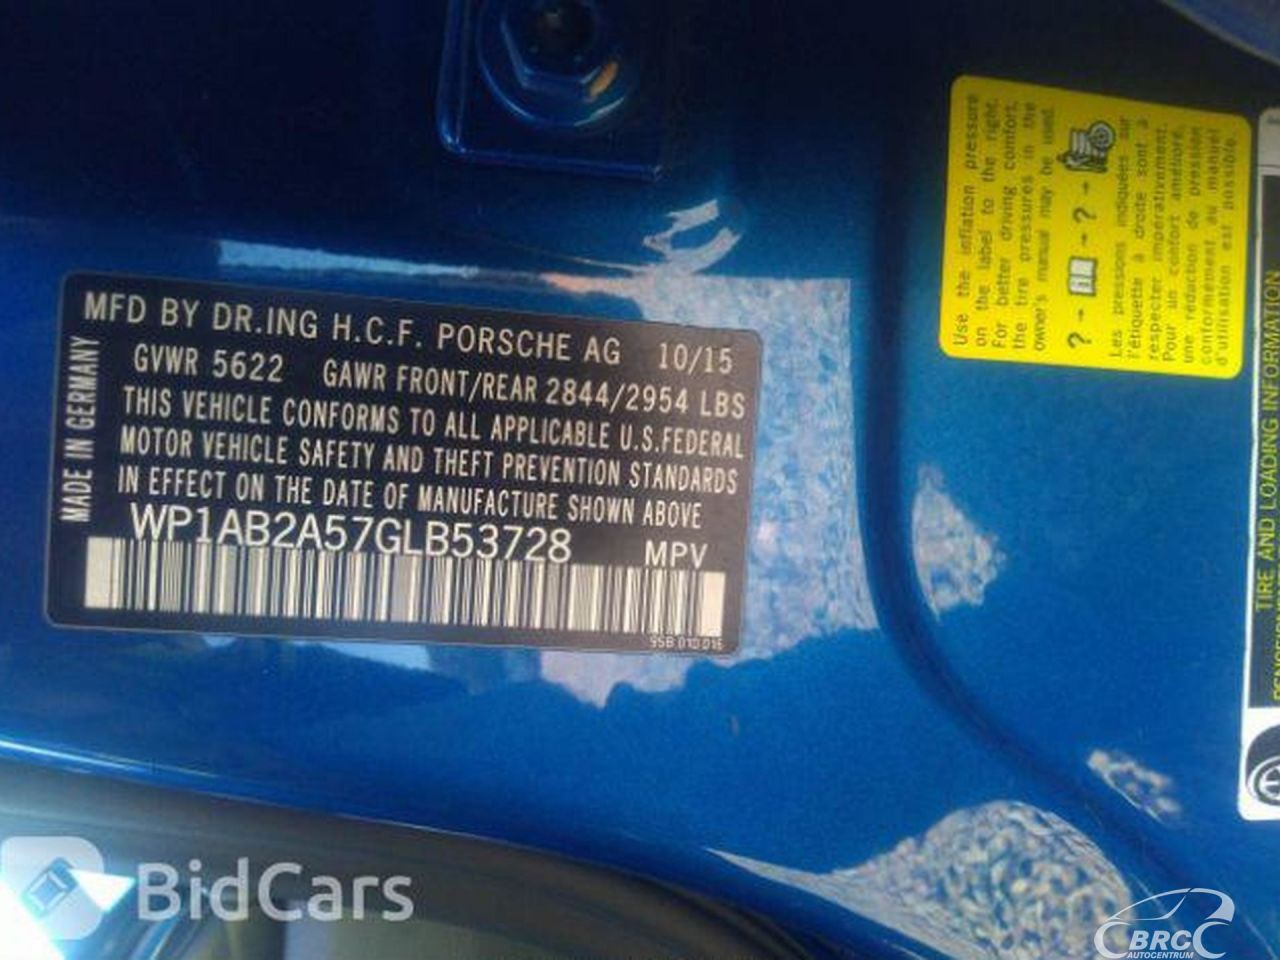 MFD BY DR.ING H.C.F. PORSCHE AG 10/15
GVWR 5622 GAWR FRONT/REAR 2844/2954 LBS
THIS VEHICLE CONFORMS TO ALL APPLICABLE U.S.FEDERAL
MOTOR VEHICLE SAFETY AND THEFT PREVENTION STANDARDS
IN EFFECT ON THE DATE OF MANUFACTURE SHOWN ABOVE
WP1AB2A57GLB53728 MPV
95B 010 016
MADE IN GERMANY
Use the inflation pressure
on the label to the right.
For better driving comfort,
the tire pressures in the
owner's manual may be used.
? - - ? -
Les pressions indiquées sur
l'étiquette à droite sont à
respecter impérativement.
Pour un confort amélioré,
une réduction de pression
conformément au manuel
d'utilisation est possible.
TIRE AND LOADING INFORMATION
BidCars
BRC
AUTOCENTRUM